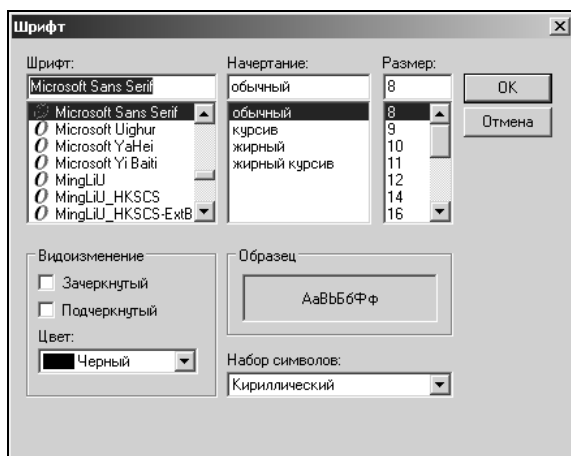 Шрифт
Шрифт:
Microsoft Sans Serif
Microsoft Sans Serif
Microsoft Uighur
Microsoft YaHei
Microsoft Yi Baiti
MingLiU
MingLiU_HKSCS
MingLiU_HKSCS-ExtB
Начертание:
обычный
обычный
курсив
жирный
жирный курсив
Размер:
8
8
9
10
11
12
14
16
OK
Отмена
Видоизменение
Зачеркнутый
Подчеркнутый
Цвет:
Черный
Образец
АаВbБбФф
Набор символов:
Кириллический